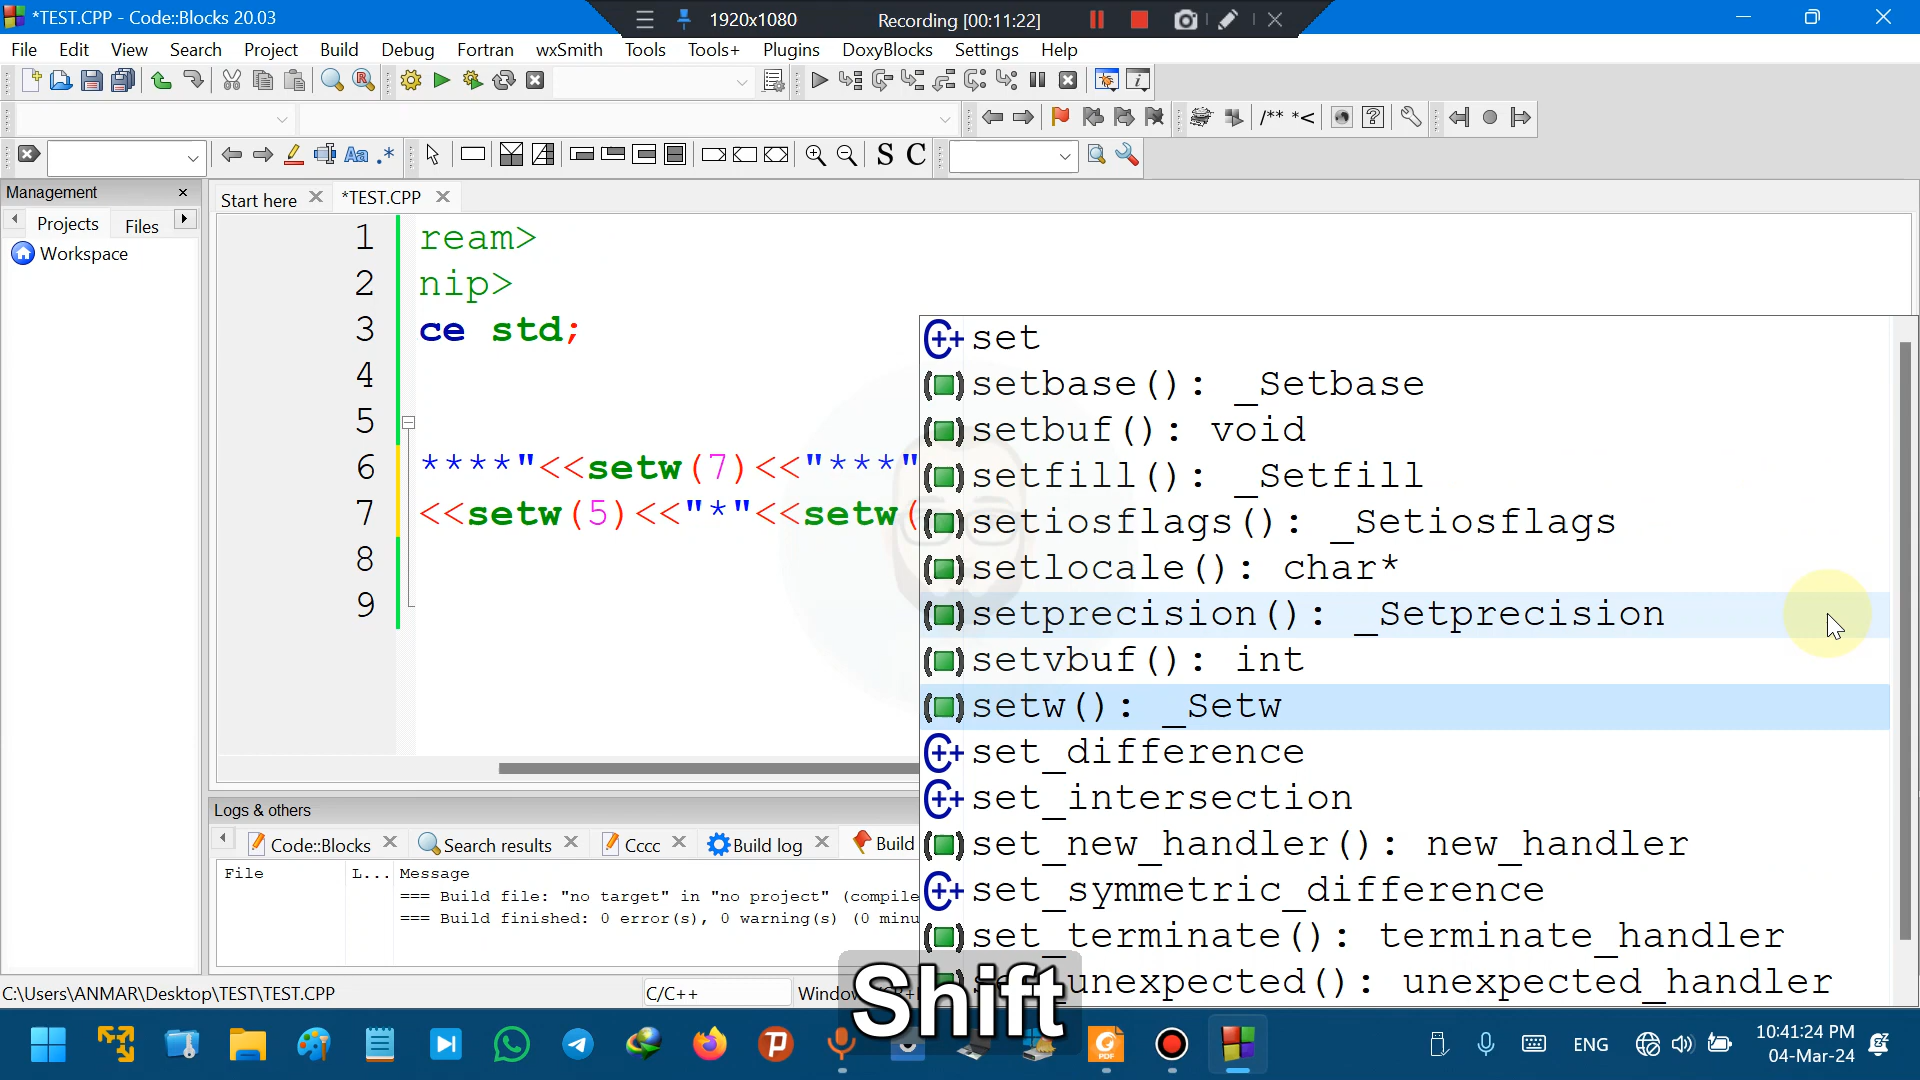 *TEST.CPP - Code::Blocks 20.03
1920x1080
Recording [00:11:22]
File Edit View Search Project Build Debug Fortran wxSmith Tools Tools+ Plugins DoxyBlocks Settings Help
/** *<
Aa .* S C
Management
Start here
*TEST.CPP
Projects
Files
Workspace
1 ream>
2 nip>
3 ce std;
4
5
6 ****"<<setw(7)<<"***"
7 <<setw(5)<<"*"<<setw(
8
9
set
setbase(): _Setbase
setbuf(): void
setfill(): _Setfill
setiosflags(): _Setiosflags
setlocale(): char*
setprecision(): _Setprecision
setvbuf(): int
setw(): _Setw
set_difference
set_intersection
set_new_handler(): new_handler
set_symmetric_difference
set_terminate(): terminate_handler
unexpected(): unexpected_handler
Logs & others
Code::Blocks
Search results
Cccc
Build log
Build
File L... Message
=== Build file: "no target" in "no project" (compile
=== Build finished: 0 error(s), 0 warning(s) (0 minu
Shift
C:\Users\ANMAR\Desktop\TEST\TEST.CPP
C/C++
ENG
10:41:24 PM
04-Mar-24